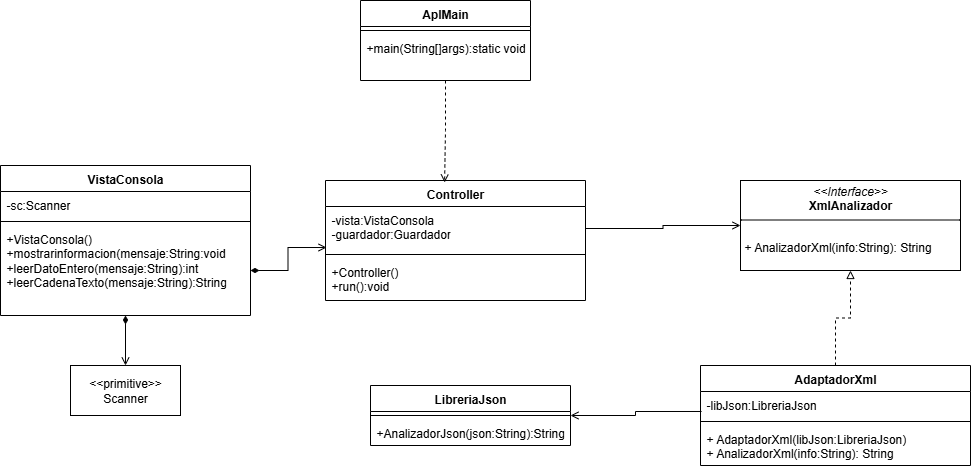 AplMain
+main(String[]args):static void
VistaConsola
-sc:Scanner
+VistaConsola()
+mostrarinformacion(mensaje:String:void
+leerDatoEntero(mensaje:String):int
+leerCadenaTexto(mensaje:String):String
Controller
-vista:VistaConsola
-guardador:Guardador
+Controller()
+run():void
<<Interface>>
XmlAnalizador
+ AnalizadorXml(info:String): String
<<primitive>>
Scanner
LibreriaJson
+AnalizadorJson(json:String):String
AdaptadorXml
-libJson:LibreriaJson
+ AdaptadorXml(libJson:LibreriaJson)
+ AnalizadorXml(info:String): String